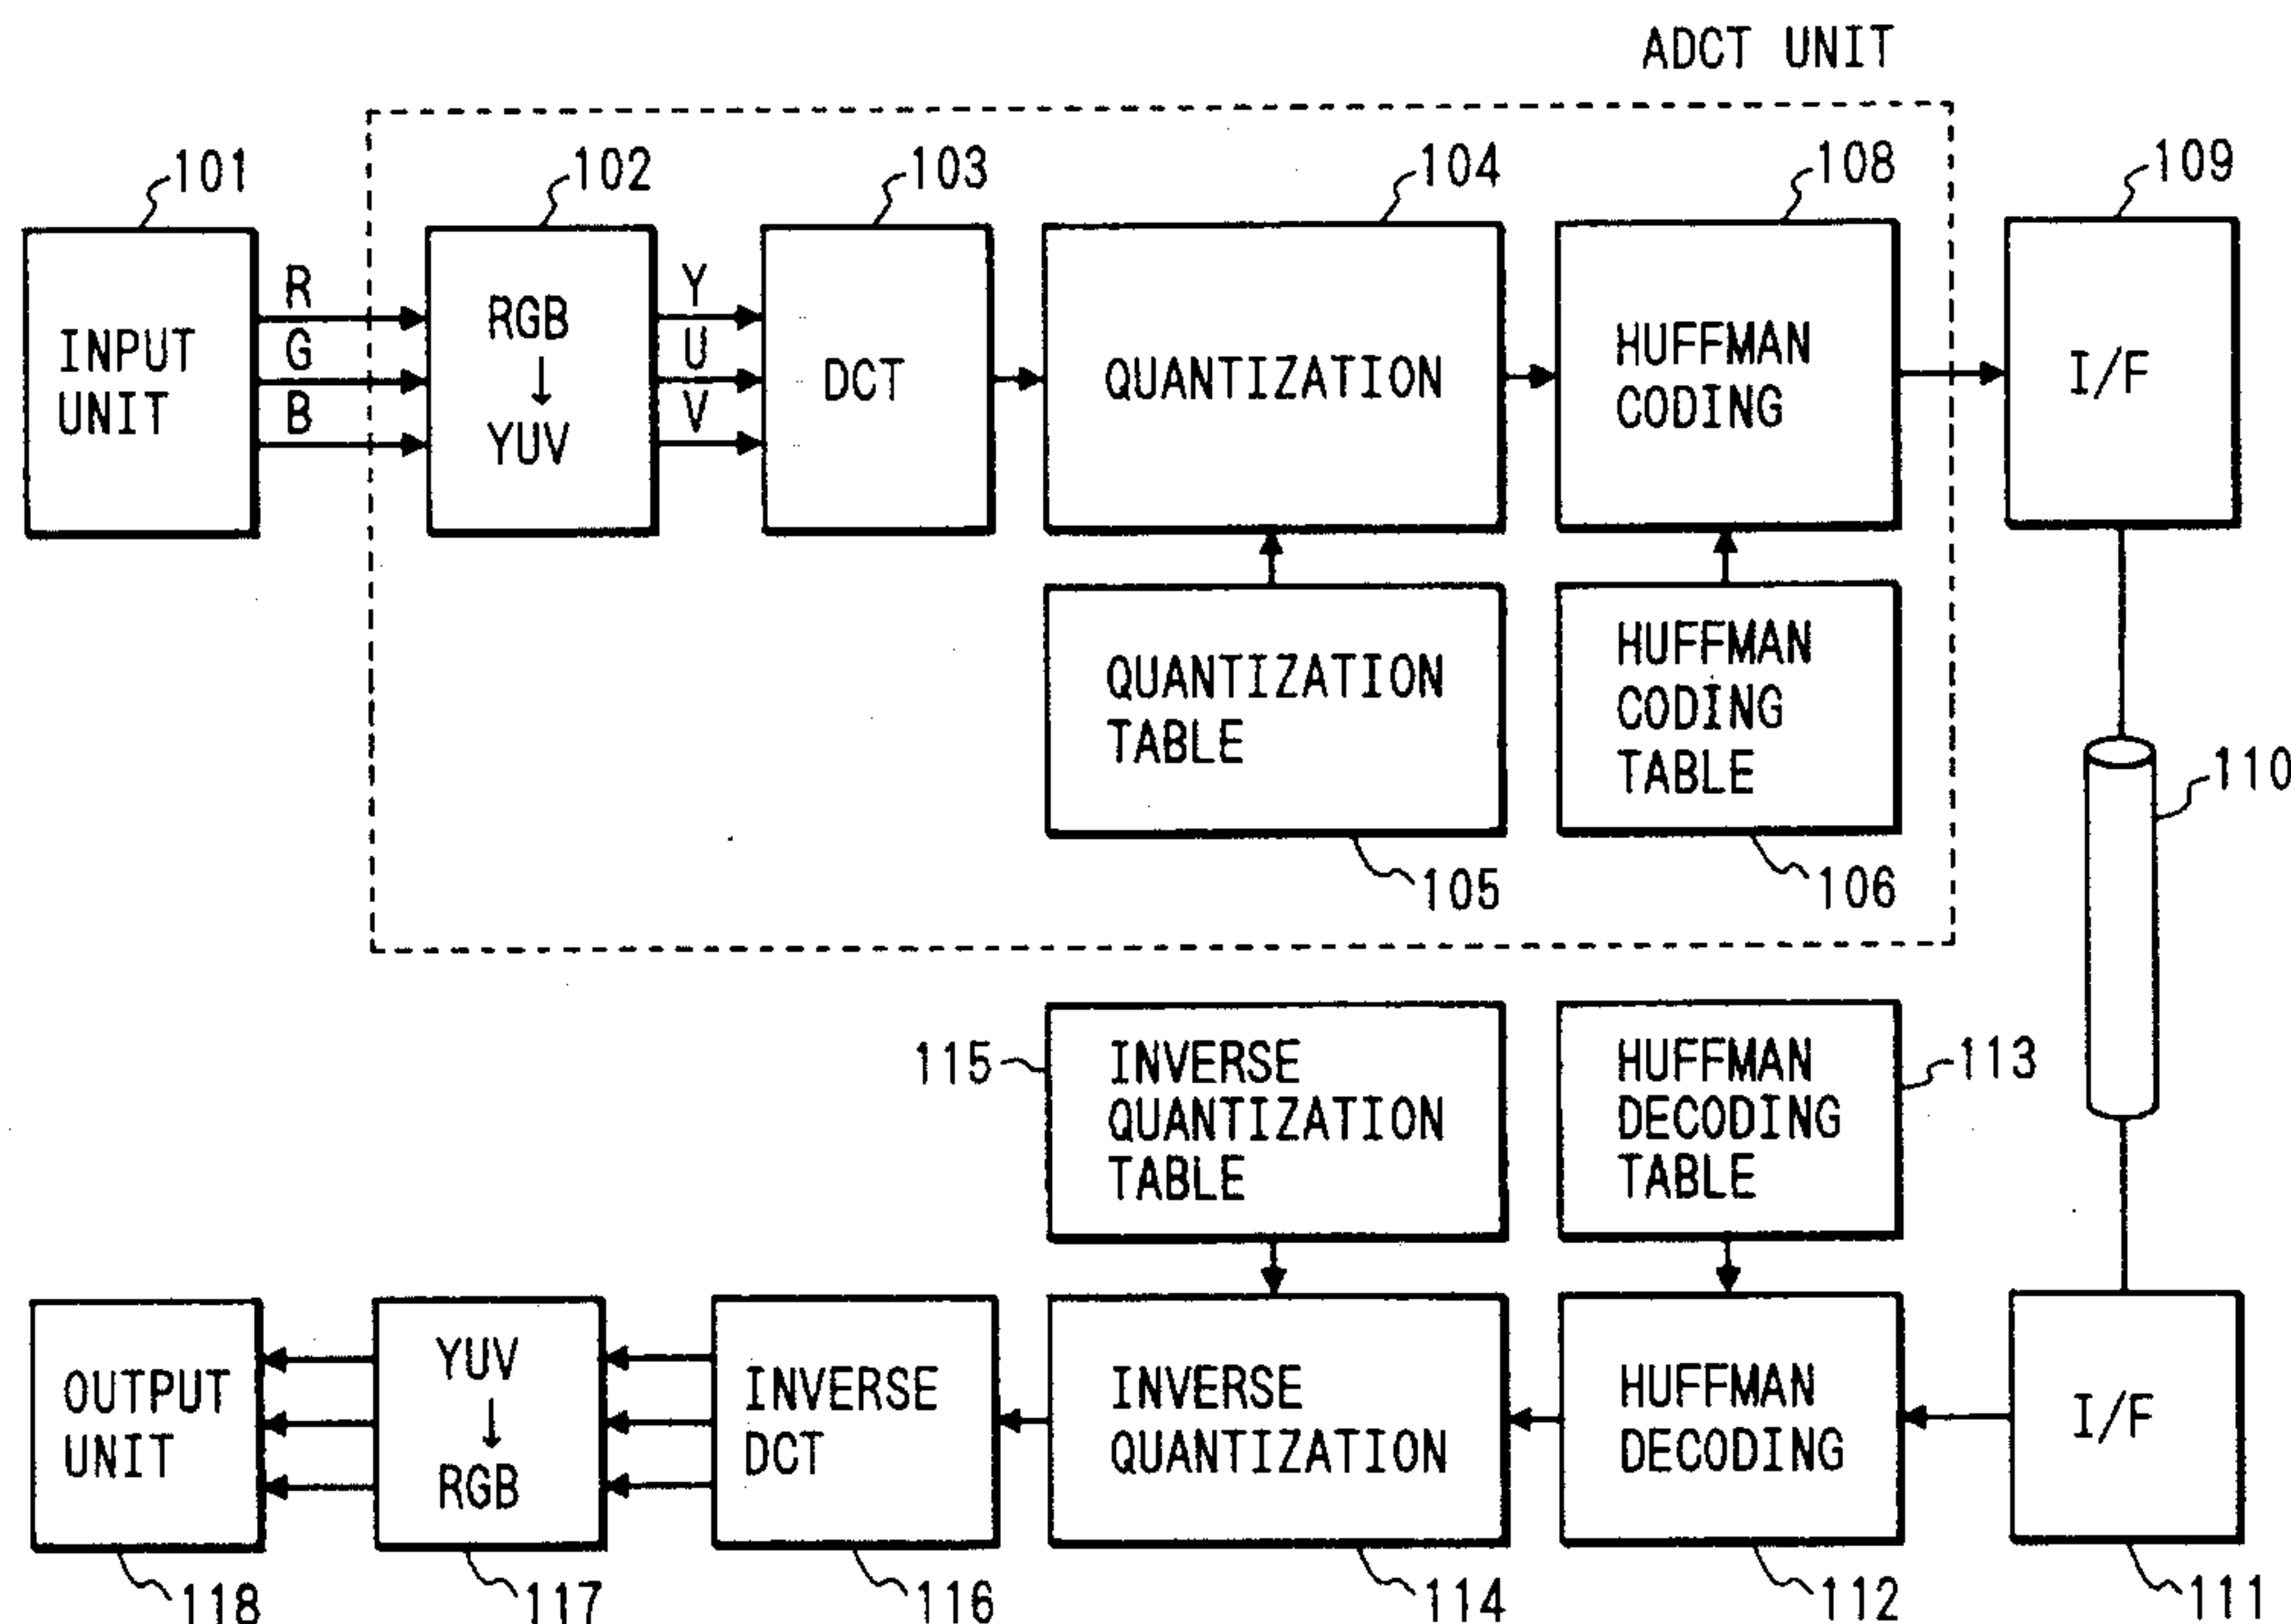 ADCT UNIT
101
102
103
104
108
109
INPUT
UNIT
R
G
B
RGB
↓
YUV
Y
U
V
DCT
QUANTIZATION
HUFFMAN
CODING
I/F
QUANTIZATION
TABLE
HUFFMAN
CODING
TABLE
105
106
110
115
INVERSE
QUANTIZATION
TABLE
HUFFMAN
DECODING
TABLE
113
OUTPUT
UNIT
YUV
↓
RGB
INVERSE
DCT
INVERSE
QUANTIZATION
HUFFMAN
DECODING
I/F
118
117
116
114
112
111